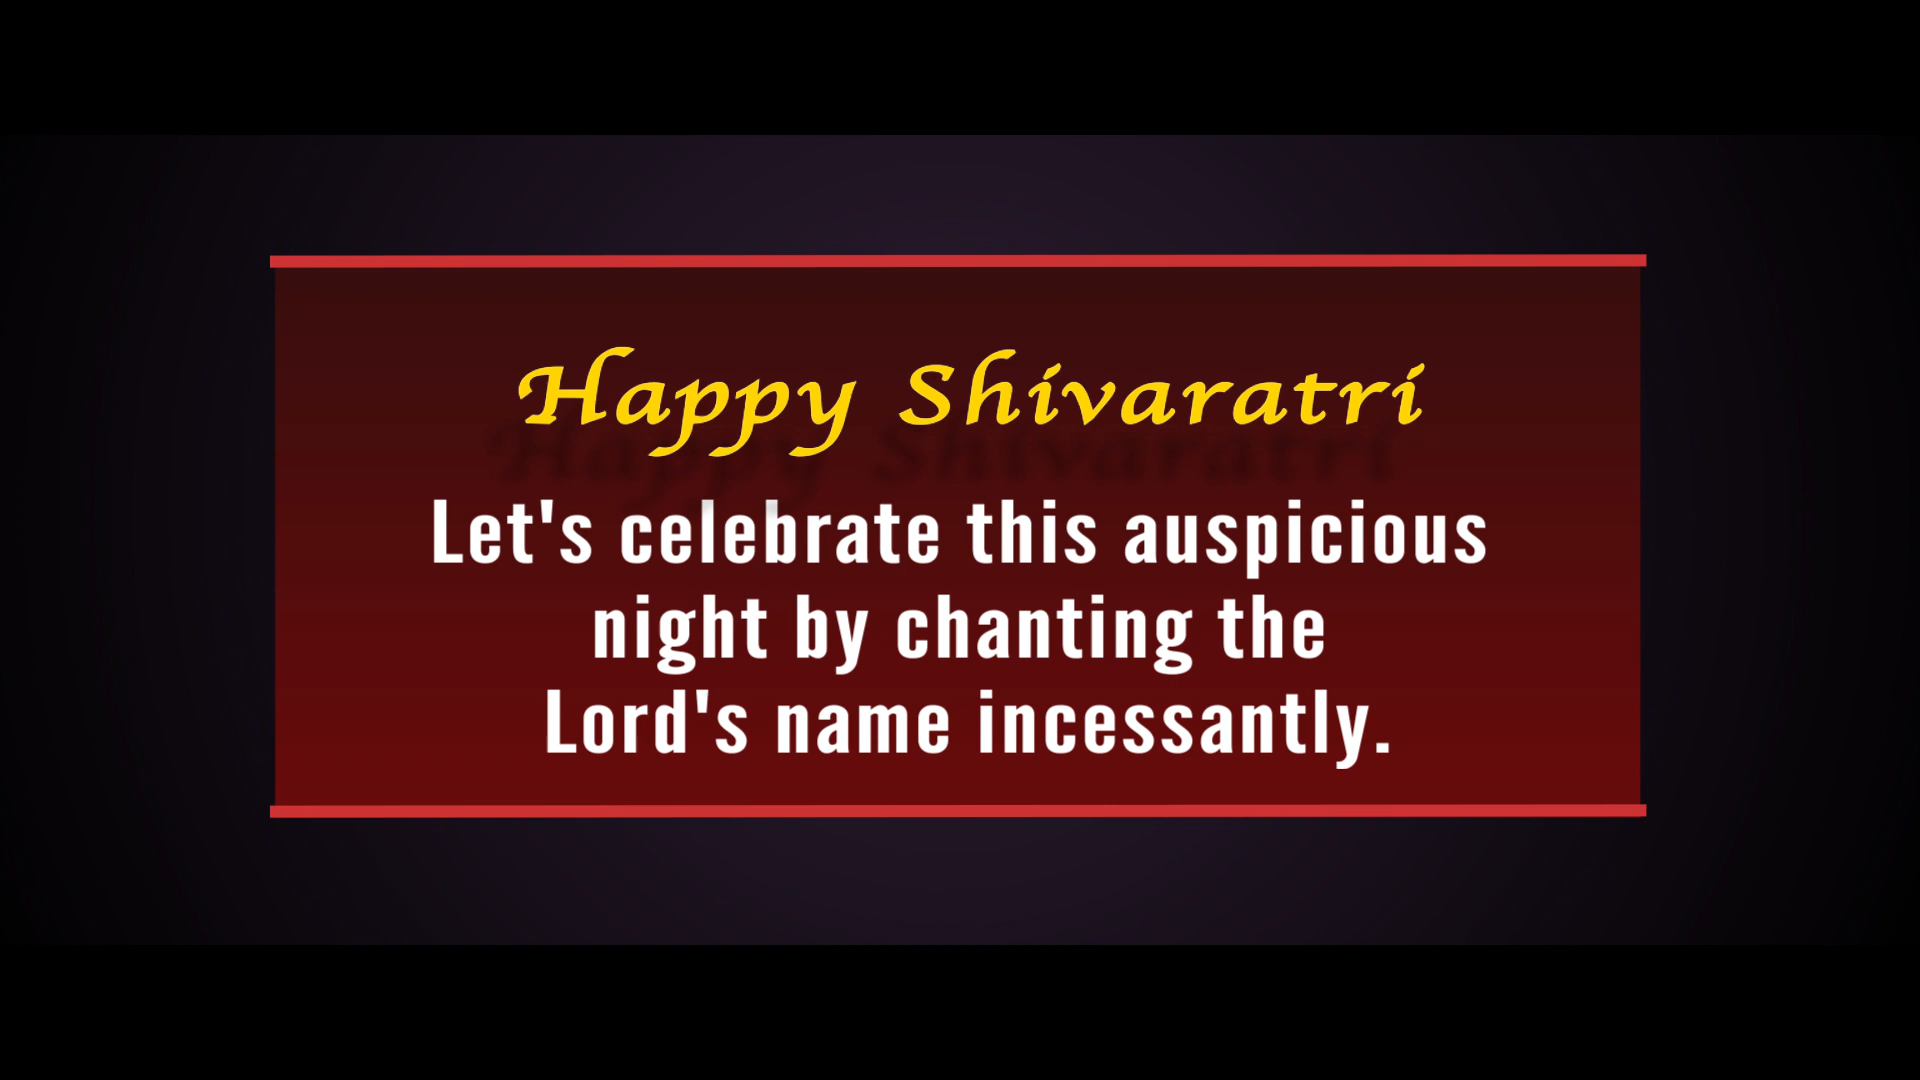 Happy Shivaratri
Let's celebrate this auspicious
night by chanting the
Lord's name incessantly.